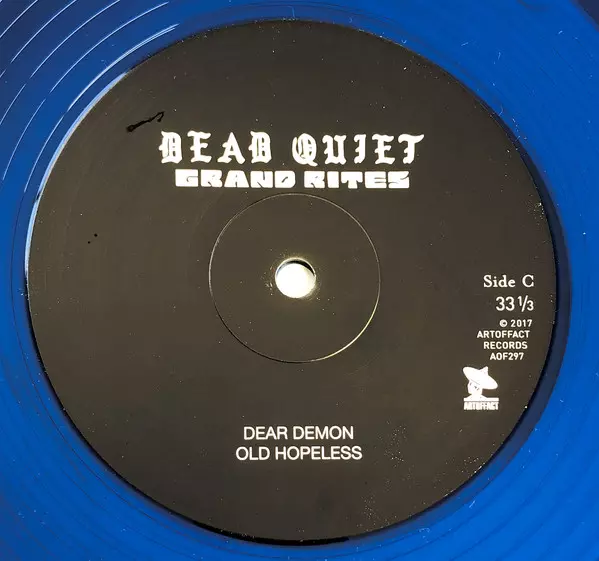 DEAD QUIET
GRAND RITES
Side C
33 1/3
© 2017
ARTOFFACT
RECORDS
AOF297
ARTOFFACT
DEAR DEMON
OLD HOPELESS